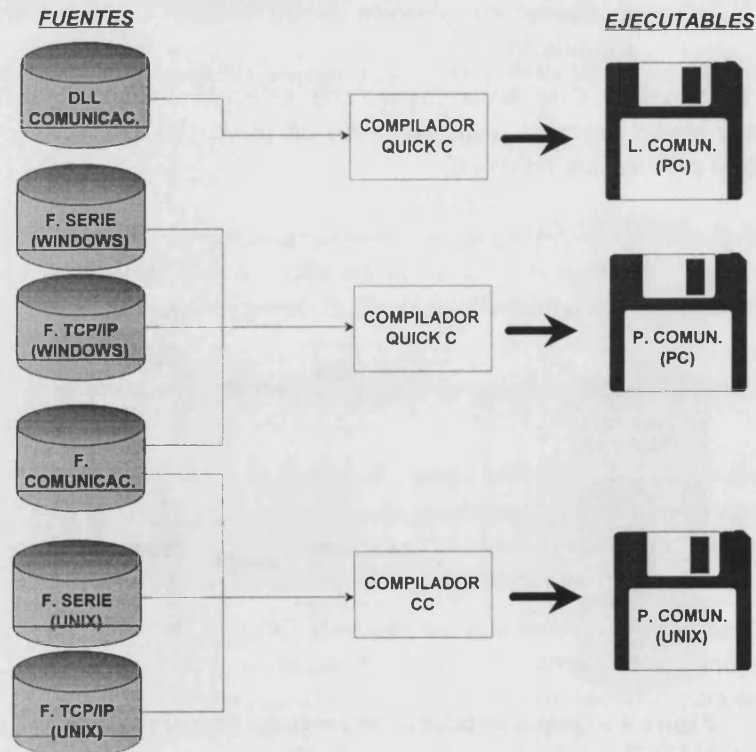 FUENTES
EJECUTABLES
DLL
COMUNICAC.
COMPILADOR
QUICK C
L. COMUN.
(PC)
F. SERIE
(WINDOWS)
F. TCP/IP
(WINDOWS)
COMPILADOR
QUICK C
P. COMUN.
(PC)
F.
COMUNICAC.
F. SERIE
(UNIX)
COMPILADOR
CC
P. COMUN.
(UNIX)
F. TCP/IP
(UNIX)